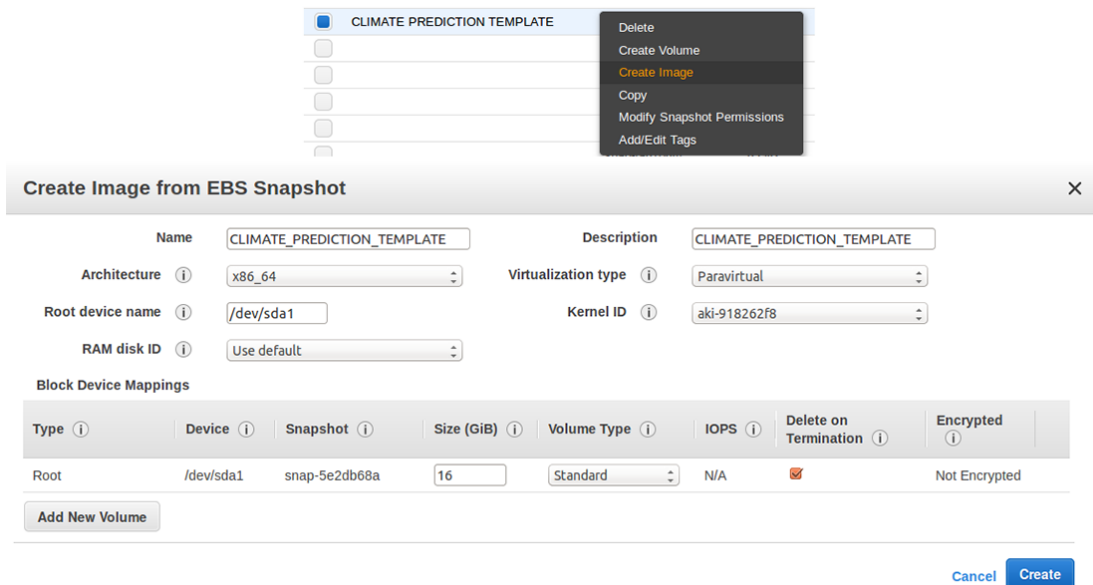 CLIMATE PREDICTION TEMPLATE
Delete
Create Volume
Create Image
Copy
Modify Snapshot Permissions
Add/Edit Tags
Create Image from EBS Snapshot
Name CLIMATE_PREDICTION_TEMPLATE Description CLIMATE_PREDICTION_TEMPLATE
Architecture x86_64 Virtualization type Paravirtual
Root device name /dev/sda1 Kernel ID aki-918262f8
RAM disk ID Use default
Block Device Mappings
Type Device Snapshot Size (GiB) Volume Type IOPS Delete on Termination Encrypted
Root /dev/sda1 snap-5e2db68a 16 Standard N/A Not Encrypted
Add New Volume
Cancel Create